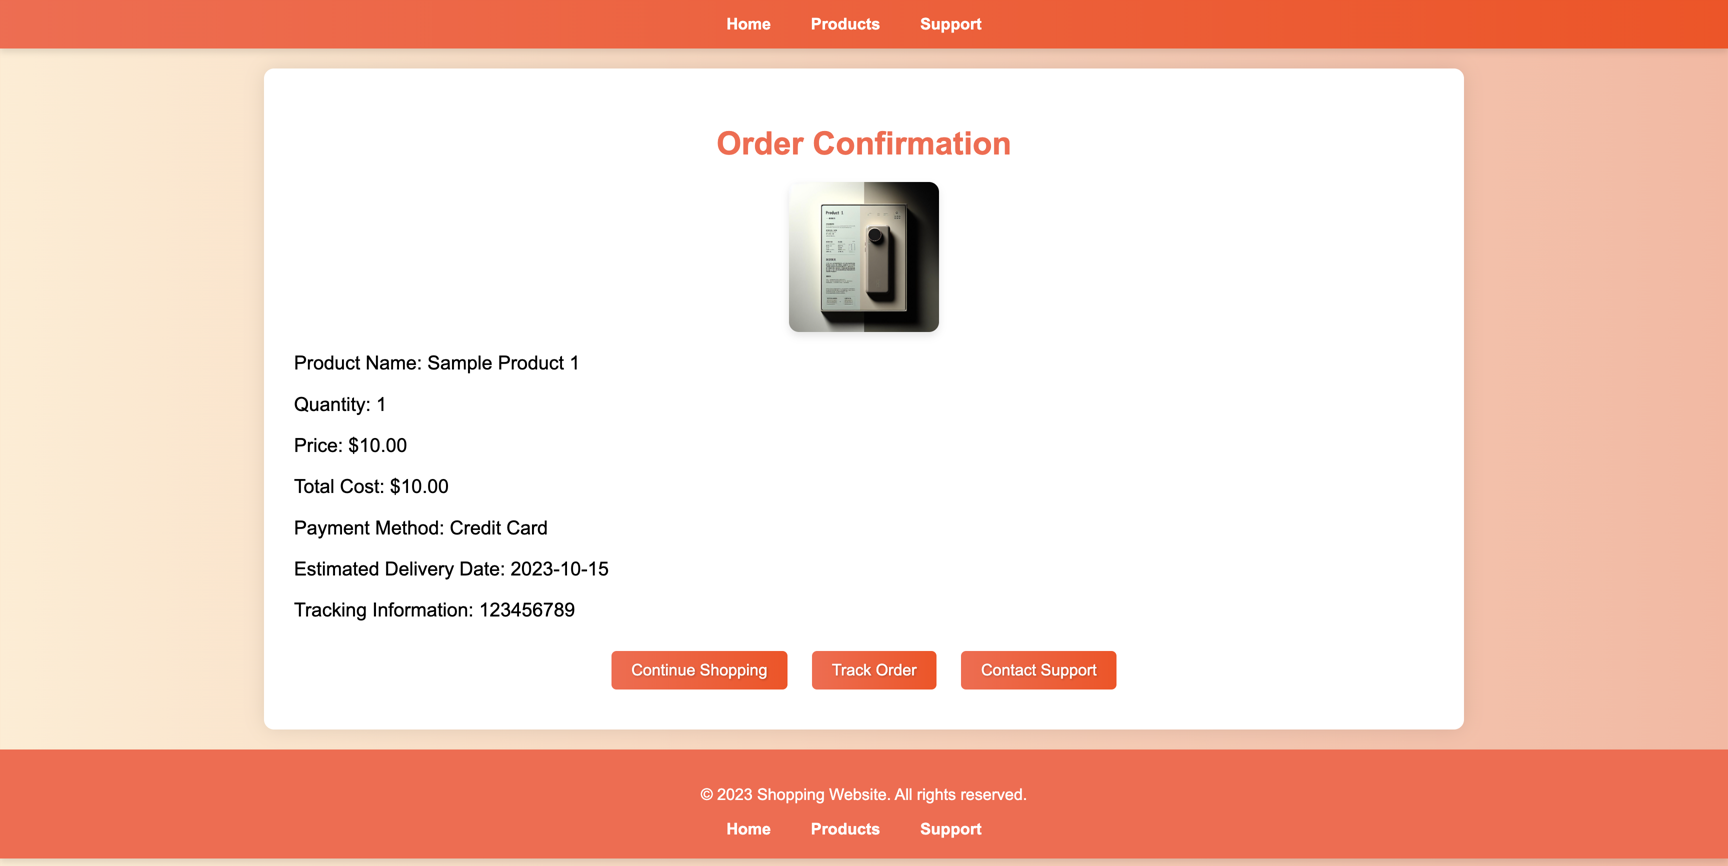 Home Products Support
Order Confirmation
Product 1
Product Name: Sample Product 1
Quantity: 1
Price: $10.00
Total Cost: $10.00
Payment Method: Credit Card
Estimated Delivery Date: 2023-10-15
Tracking Information: 123456789
Continue Shopping Track Order Contact Support
© 2023 Shopping Website. All rights reserved.
Home Products Support